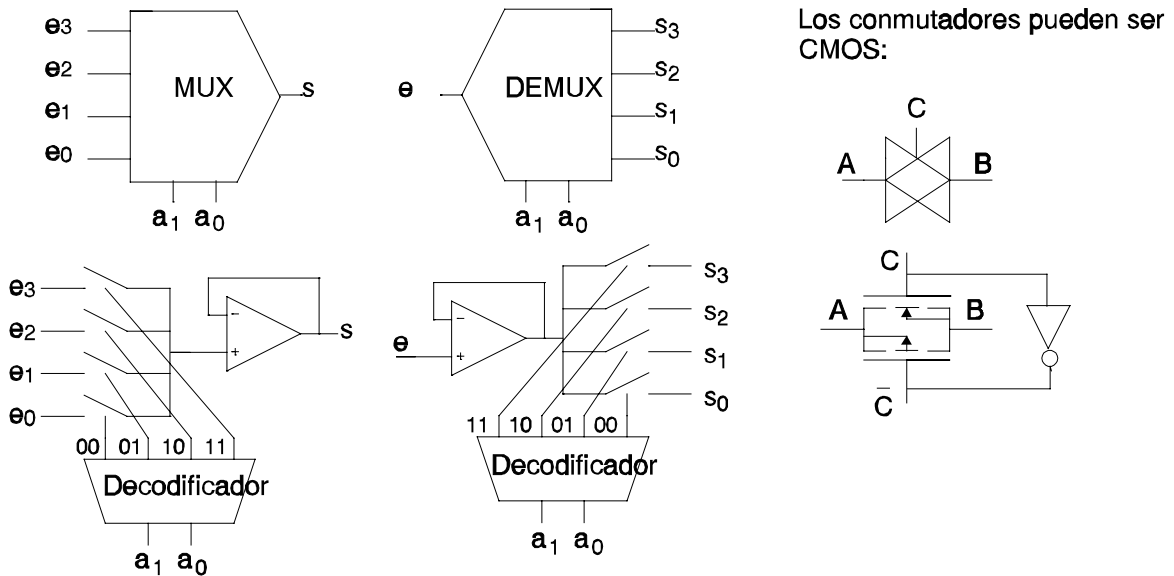 e3
e2
e1
e0
MUX
s
a1 a0
e
DEMUX
s3
s2
s1
s0
a1 a0
Los conmutadores pueden ser
CMOS:
C
A
B
e3
e2
e1
e0
−
+
s
00 01 10 11
Decodificador
a1 a0
e
−
+
s3
s2
s1
s0
11 10 01 00
Decodificador
a1 a0
C
A
B
C̅